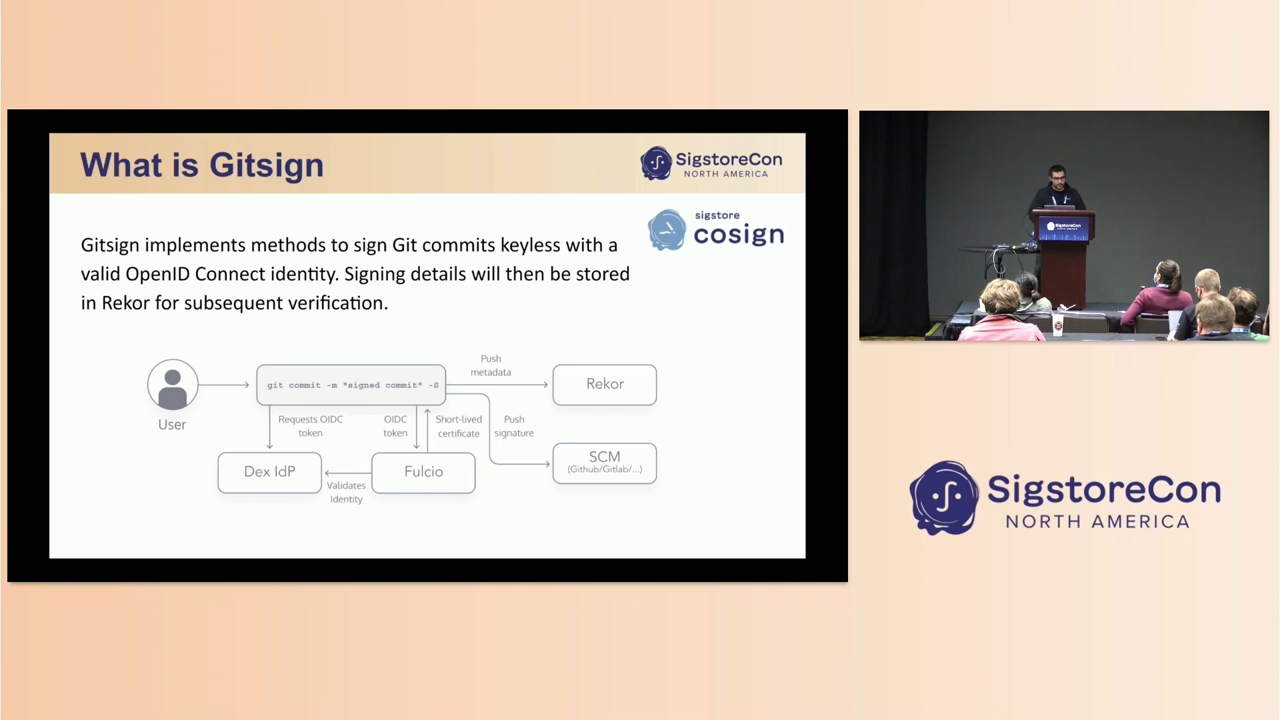 What is Gitsign
SigstoreCon
NORTH AMERICA
sigstore
cosign
Gitsign implements methods to sign Git commits keyless with a
valid OpenID Connect identity. Signing details will then be stored
in Rekor for subsequent verification.
User
git commit -m "signed commit" -S
Push
metadata
Rekor
Requests OIDC
token
OIDC
token
Short-lived
certificate
Push
signature
Dex IdP
Validates
Identity
Fulcio
SCM
(Github/Gitlab/...)
SigstoreCon
NORTH AMERICA